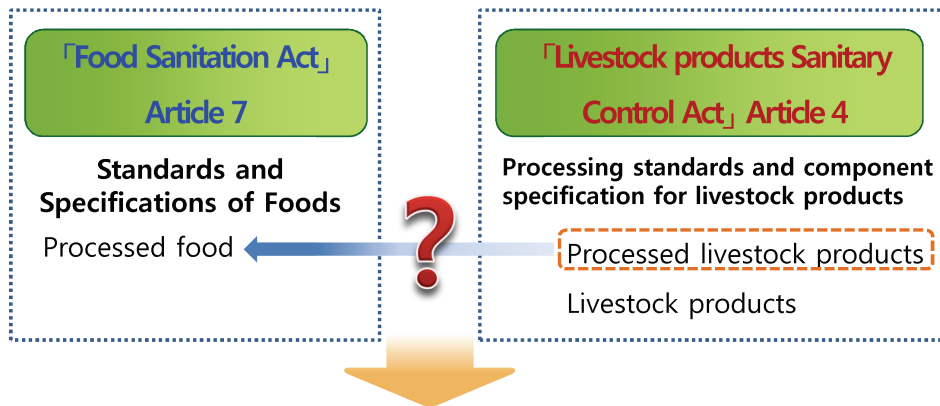 「Food Sanitation Act」
Article 7
Standards and
Specifications of Foods
Processed food
?
「Livestock products Sanitary
Control Act」 Article 4
Processing standards and component
specification for livestock products
Processed livestock products
Livestock products